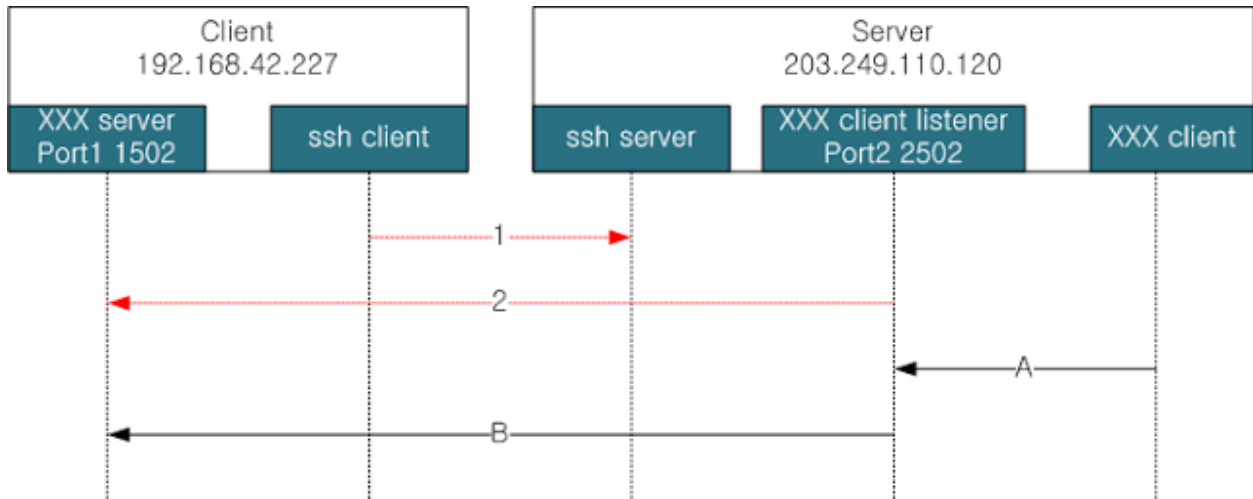 Client
192.168.42.227
Server
203.249.110.120
XXX server
Port1 1502
ssh client
ssh server
XXX client listener
Port2 2502
XXX client
1
2
A
B